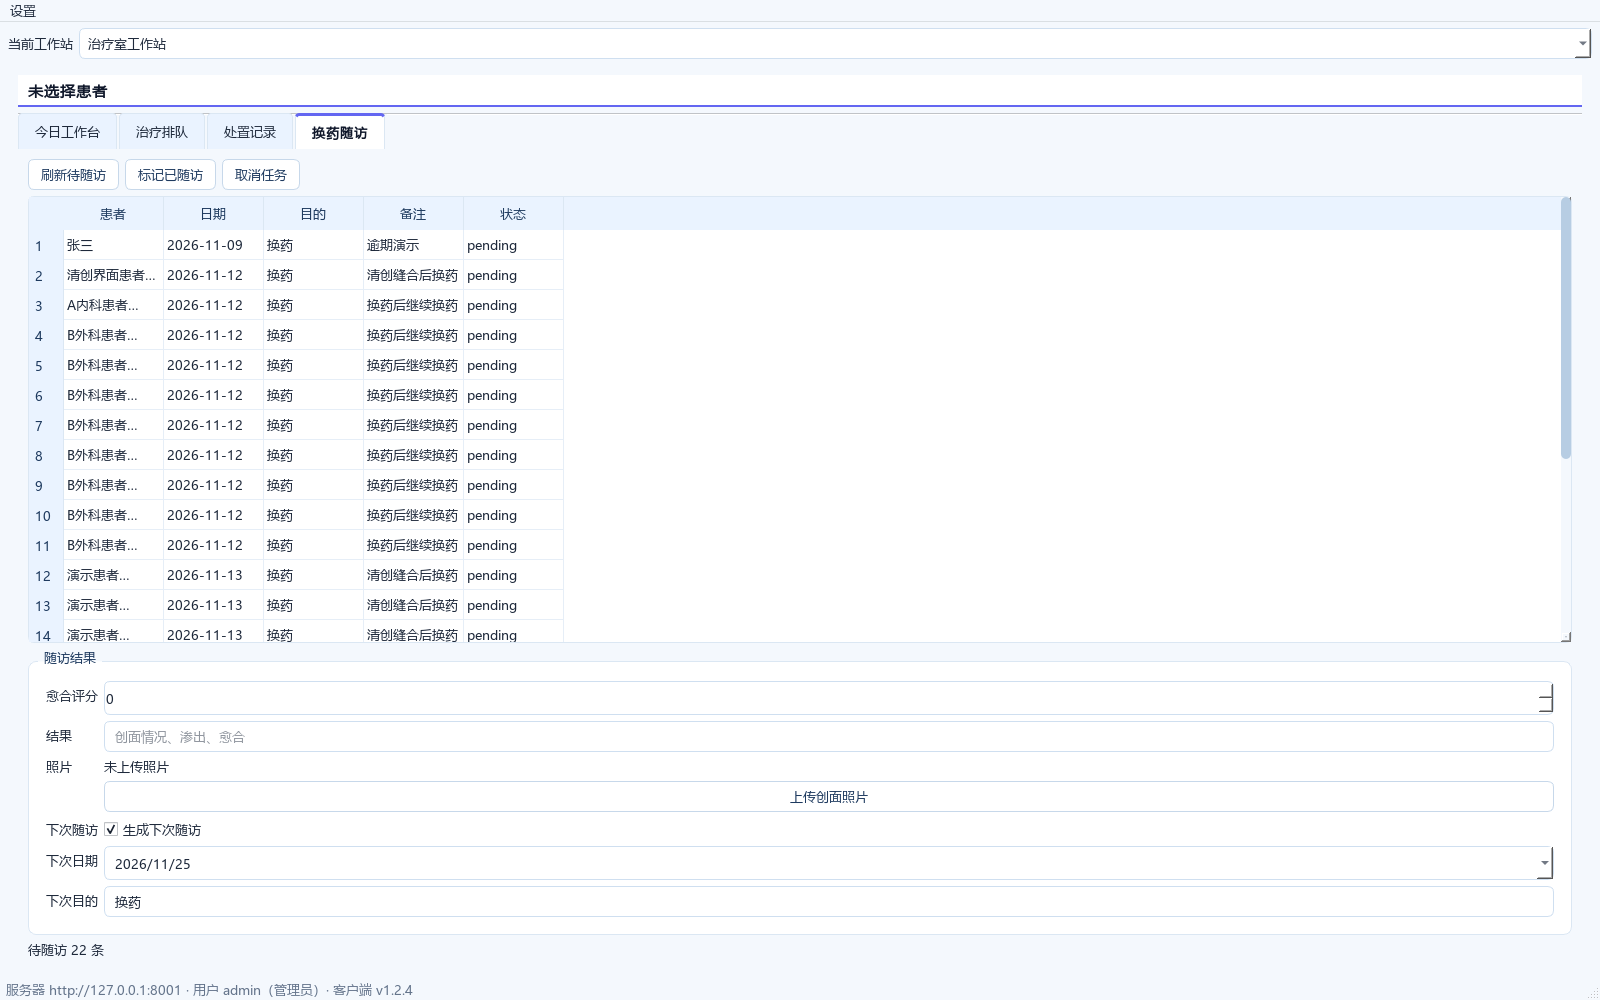 设置
当前工作站 治疗室工作站
未选择患者
今日工作台 治疗排队 处置记录 换药随访
刷新待随访 标记已随访 取消任务
患者 日期 目的 备注 状态
1 张三 2026-11-09 换药 逾期演示 pending
2 清创界面患者... 2026-11-12 换药 清创缝合后换药 pending
3 A内科患者... 2026-11-12 换药 换药后继续换药 pending
4 B外科患者... 2026-11-12 换药 换药后继续换药 pending
5 B外科患者... 2026-11-12 换药 换药后继续换药 pending
6 B外科患者... 2026-11-12 换药 换药后继续换药 pending
7 B外科患者... 2026-11-12 换药 换药后继续换药 pending
8 B外科患者... 2026-11-12 换药 换药后继续换药 pending
9 B外科患者... 2026-11-12 换药 换药后继续换药 pending
10 B外科患者... 2026-11-12 换药 换药后继续换药 pending
11 B外科患者... 2026-11-12 换药 换药后继续换药 pending
12 演示患者... 2026-11-13 换药 清创缝合后换药 pending
13 演示患者... 2026-11-13 换药 清创缝合后换药 pending
14 演示患者... 2026-11-13 换药 清创缝合后换药 pending
随访结果
愈合评分 0
结果 创面情况、渗出、愈合
照片 未上传照片
上传创面照片
下次随访 生成下次随访
下次日期 2026/11/25
下次目的 换药
待随访 22 条
服务器 http://127.0.0.1:8001 · 用户 admin（管理员）· 客户端 v1.2.4